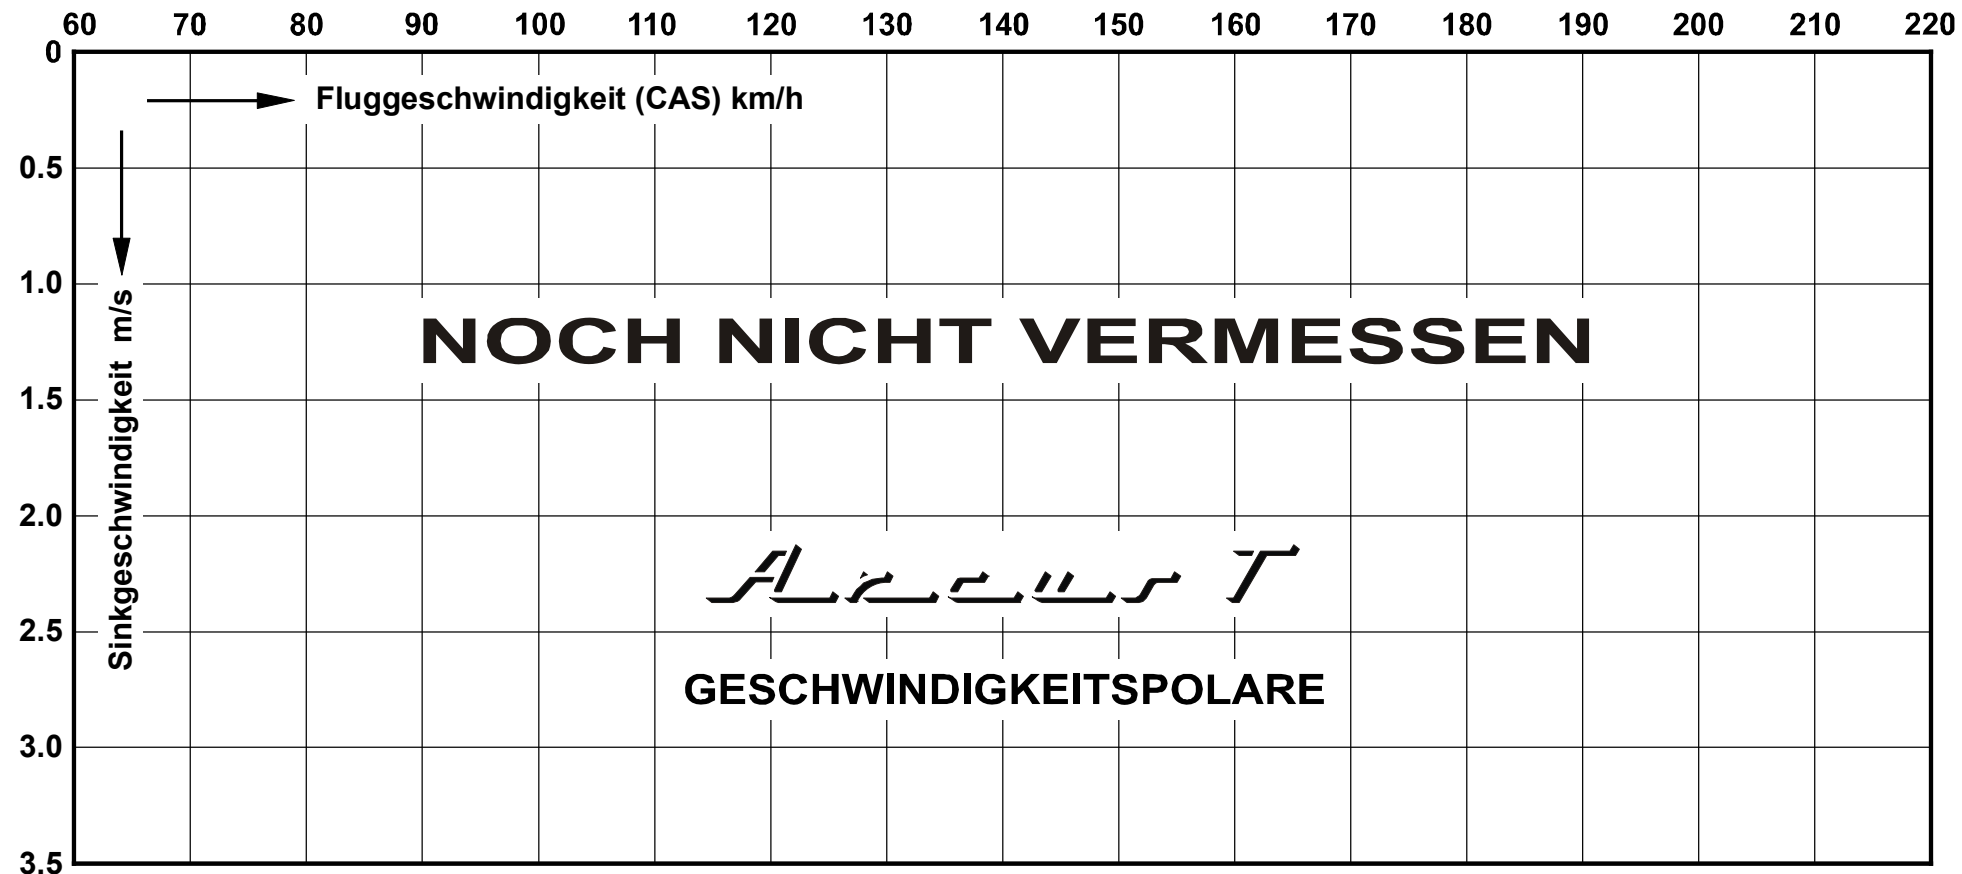 60 70 80 90 100 110 120 130 140 150 160 170 180 190 200 210 220
0
Fluggeschwindigkeit (CAS) km/h
0.5
1.0
Sinkgeschwindigkeit m/s
NOCH NICHT VERMESSEN
1.5
2.0
Arcus T
2.5
GESCHWINDIGKEITSPOLARE
3.0
3.5